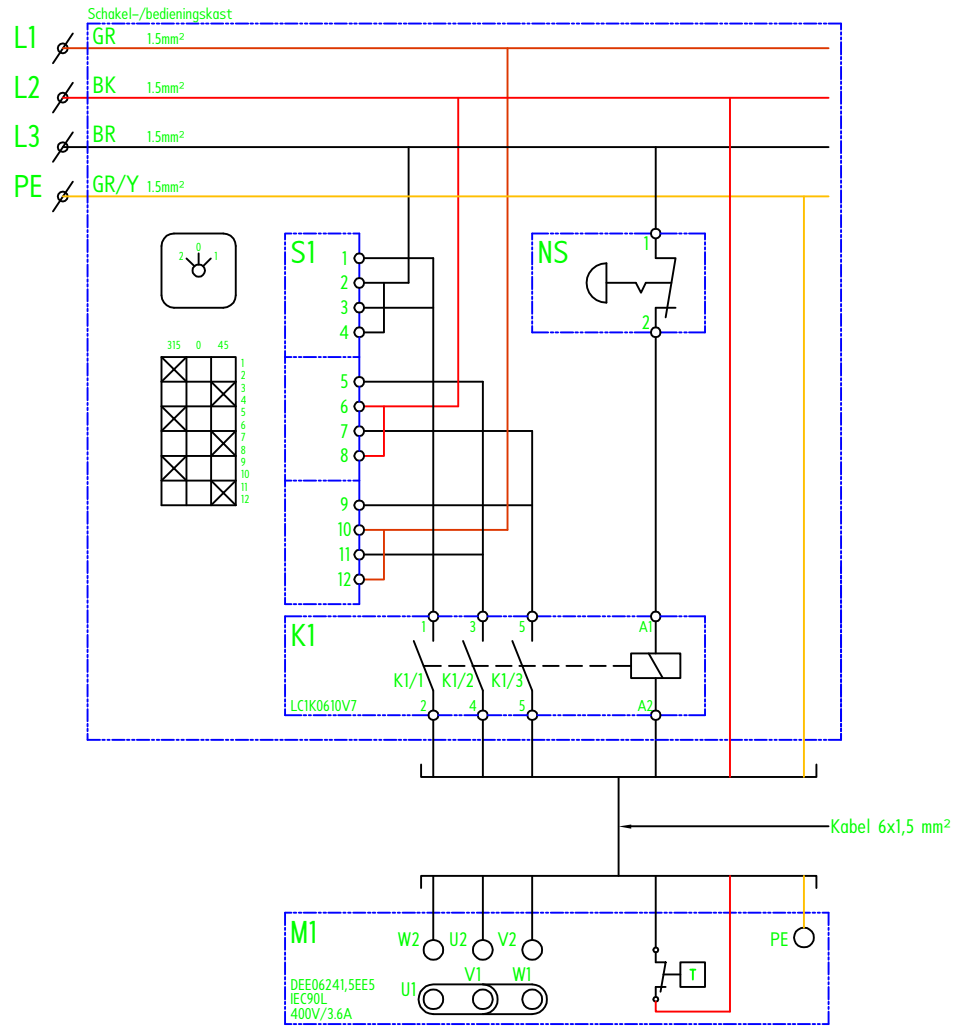 Schakel-/bedieningskast
L1 GR 1.5mm²
L2 BK 1.5mm²
L3 BR 1.5mm²
PE GR/Y 1.5mm²
0
2 1
315 0 45
1
2
3
4
5
6
7
8
9
10
11
12
S1
1
2
3
4
5
6
7
8
9
10
11
12
NS
1
2
K1
1 3 5 A1
K1/1 K1/2 K1/3
LC1K0610V7
2 4 5 A2
Kabel 6x1,5 mm²
M1
W2 U2 V2 PE
U1 V1 W1
T
DEE06241,5EE5
IEC90L
400V/3.6A